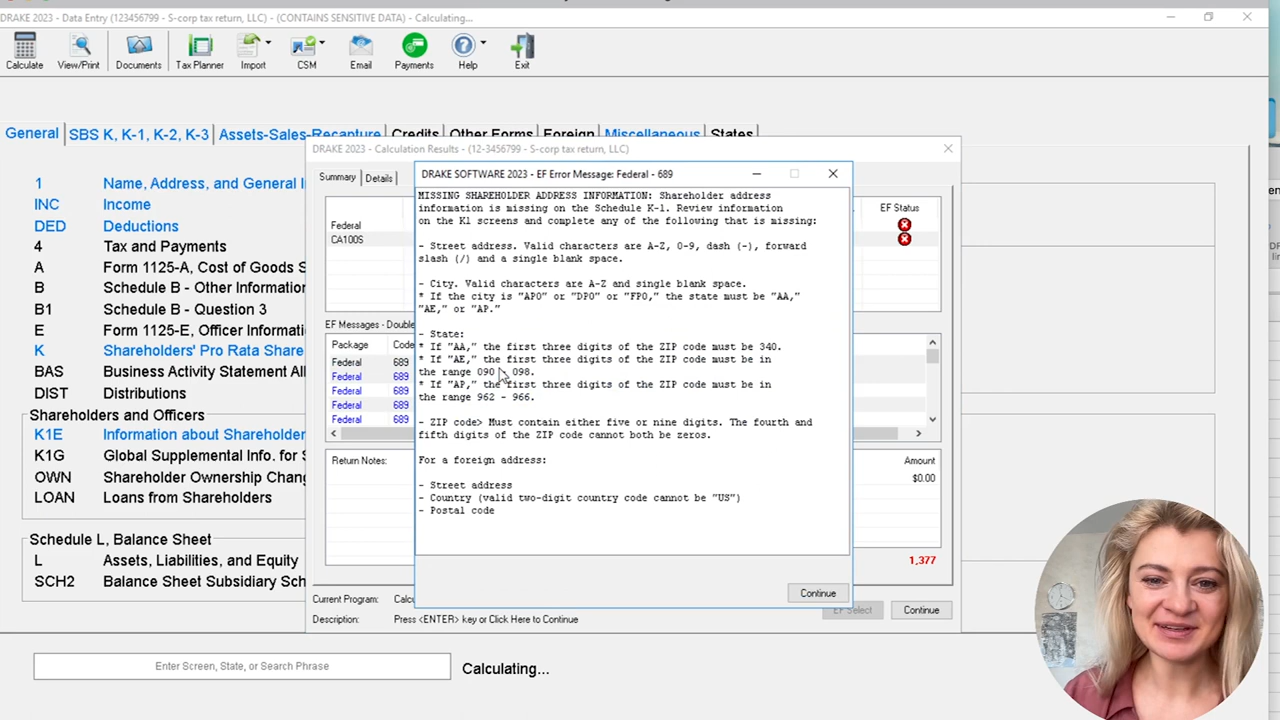 DRAKE 2023 - Data Entry (123456799 - S-corp tax return, LLC) - (CONTAINS SENSITIVE DATA) - Calculating...
Calculate View/Print Documents Tax Planner Import CSM Email Payments Help Exit
General SBS K, K-1, K-2, K-3 Assets-Sales-Recapture Credits Other Forms Foreign Miscellaneous States
1 Name, Address, and General I
INC Income
DED Deductions
4 Tax and Payments
A Form 1125-A, Cost of Goods S
B Schedule B - Other Information
B1 Schedule B - Question 3
E Form 1125-E, Officer Informati
K Shareholders' Pro Rata Share
BAS Business Activity Statement All
DIST Distributions
Shareholders and Officers
K1E Information about Shareholder
K1G Global Supplemental Info. for S
OWN Shareholder Ownership Chang
LOAN Loans from Shareholders
Schedule L, Balance Sheet
L Assets, Liabilities, and Equity
SCH2 Balance Sheet Subsidiary Sch
Enter Screen, State, or Search Phrase
Calculating...
DRAKE 2023 - Calculation Results - (12-3456799 - S-corp tax return, LLC)
Summary Details
EF Status
Federal
CA100S
EF Messages - Double
Package Code
Federal 689
Federal 689
Federal 689
Federal 689
Federal 689
Return Notes:
Amount
$0.00
1,377
Current Program: Calcu
Description: Press <ENTER> key or Click Here to Continue
EF Select Continue
DRAKE SOFTWARE 2023 - EF Error Message: Federal - 689
MISSING SHAREHOLDER ADDRESS INFORMATION: Shareholder address
information is missing on the Schedule K-1. Review information
on the K1 screens and complete any of the following that is missing:
- Street address. Valid characters are A-Z, 0-9, dash (-), forward
slash (/) and a single blank space.
- City. Valid characters are A-Z and single blank space.
* If the city is "APO" or "DPO" or "FPO," the state must be "AA,"
"AE," or "AP."
- State:
* If "AA," the first three digits of the ZIP code must be 340.
* If "AE," the first three digits of the ZIP code must be in
the range 090 - 098.
* If "AP," the first three digits of the ZIP code must be in
the range 962 - 966.
- ZIP code> Must contain either five or nine digits. The fourth and
fifth digits of the ZIP code cannot both be zeros.
For a foreign address:
- Street address
- Country (valid two-digit country code cannot be "US")
- Postal code
Continue